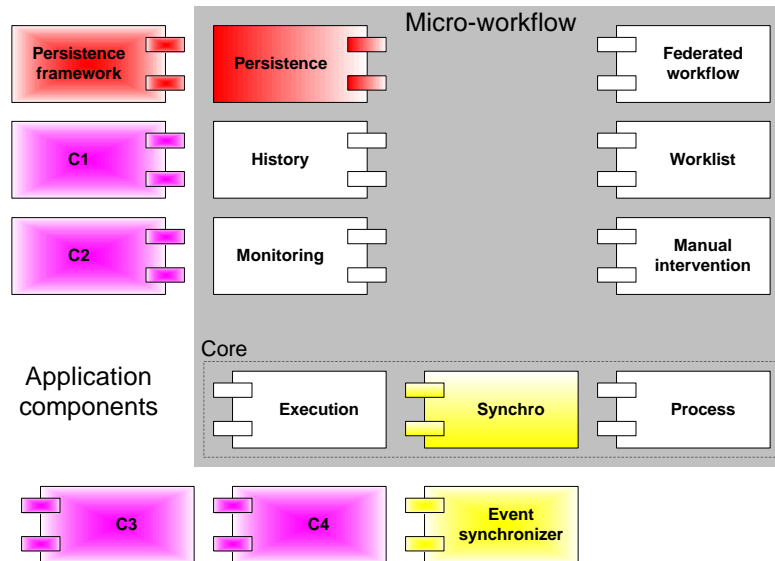 Micro-workflow
Persistence
framework
Persistence
Federated
workflow
C1
History
Worklist
C2
Monitoring
Manual
intervention
Core
Application
components
Execution
Synchro
Process
C3
C4
Event
synchronizer